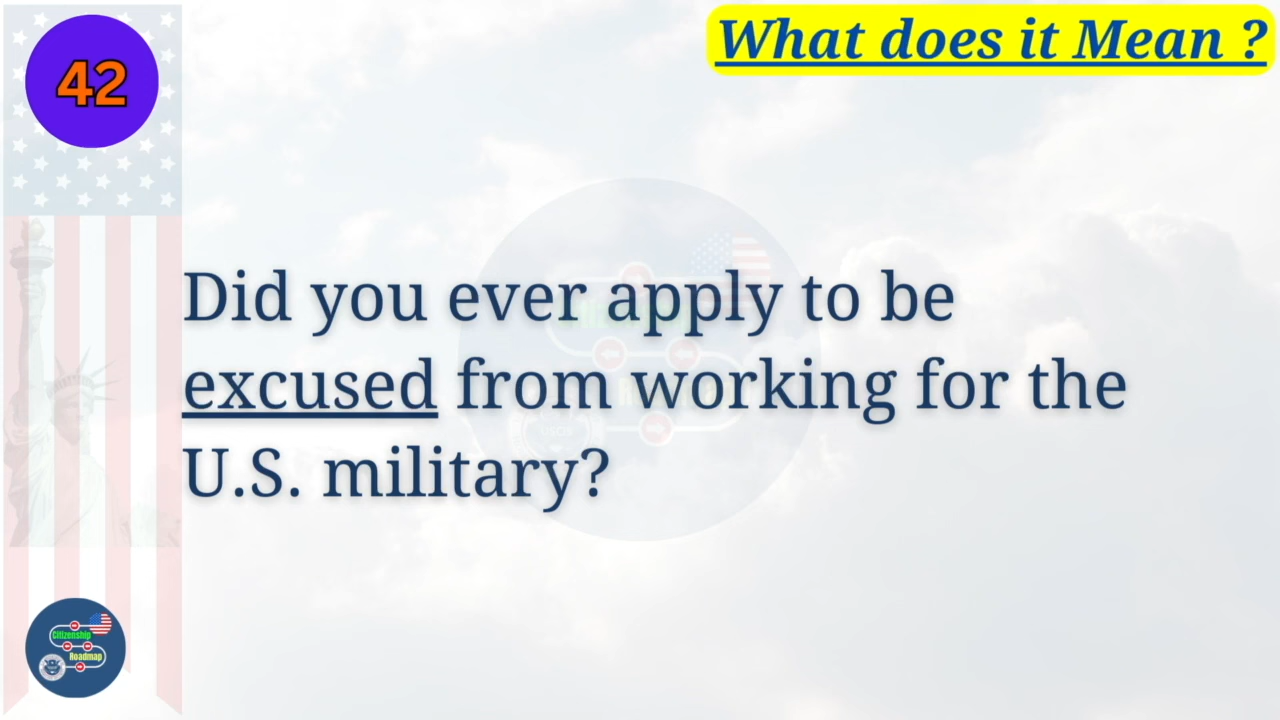 42
What does it Mean ?
Did you ever apply to be
excused from working for the
U.S. military?
Citizenship
Roadmap